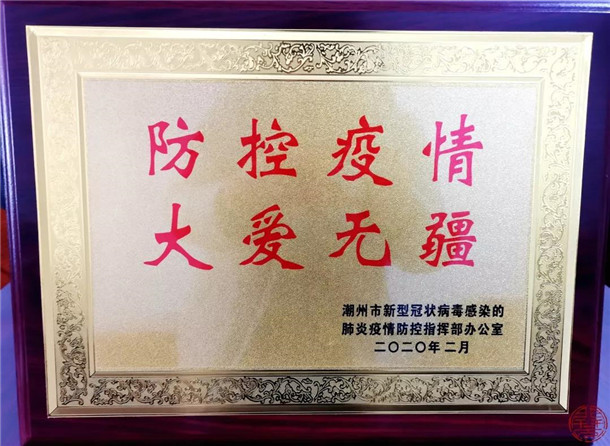 防控疫情
大爱无疆
潮州市新型冠状病毒感染的
肺炎疫情防控指挥部办公室
二〇二〇年二月